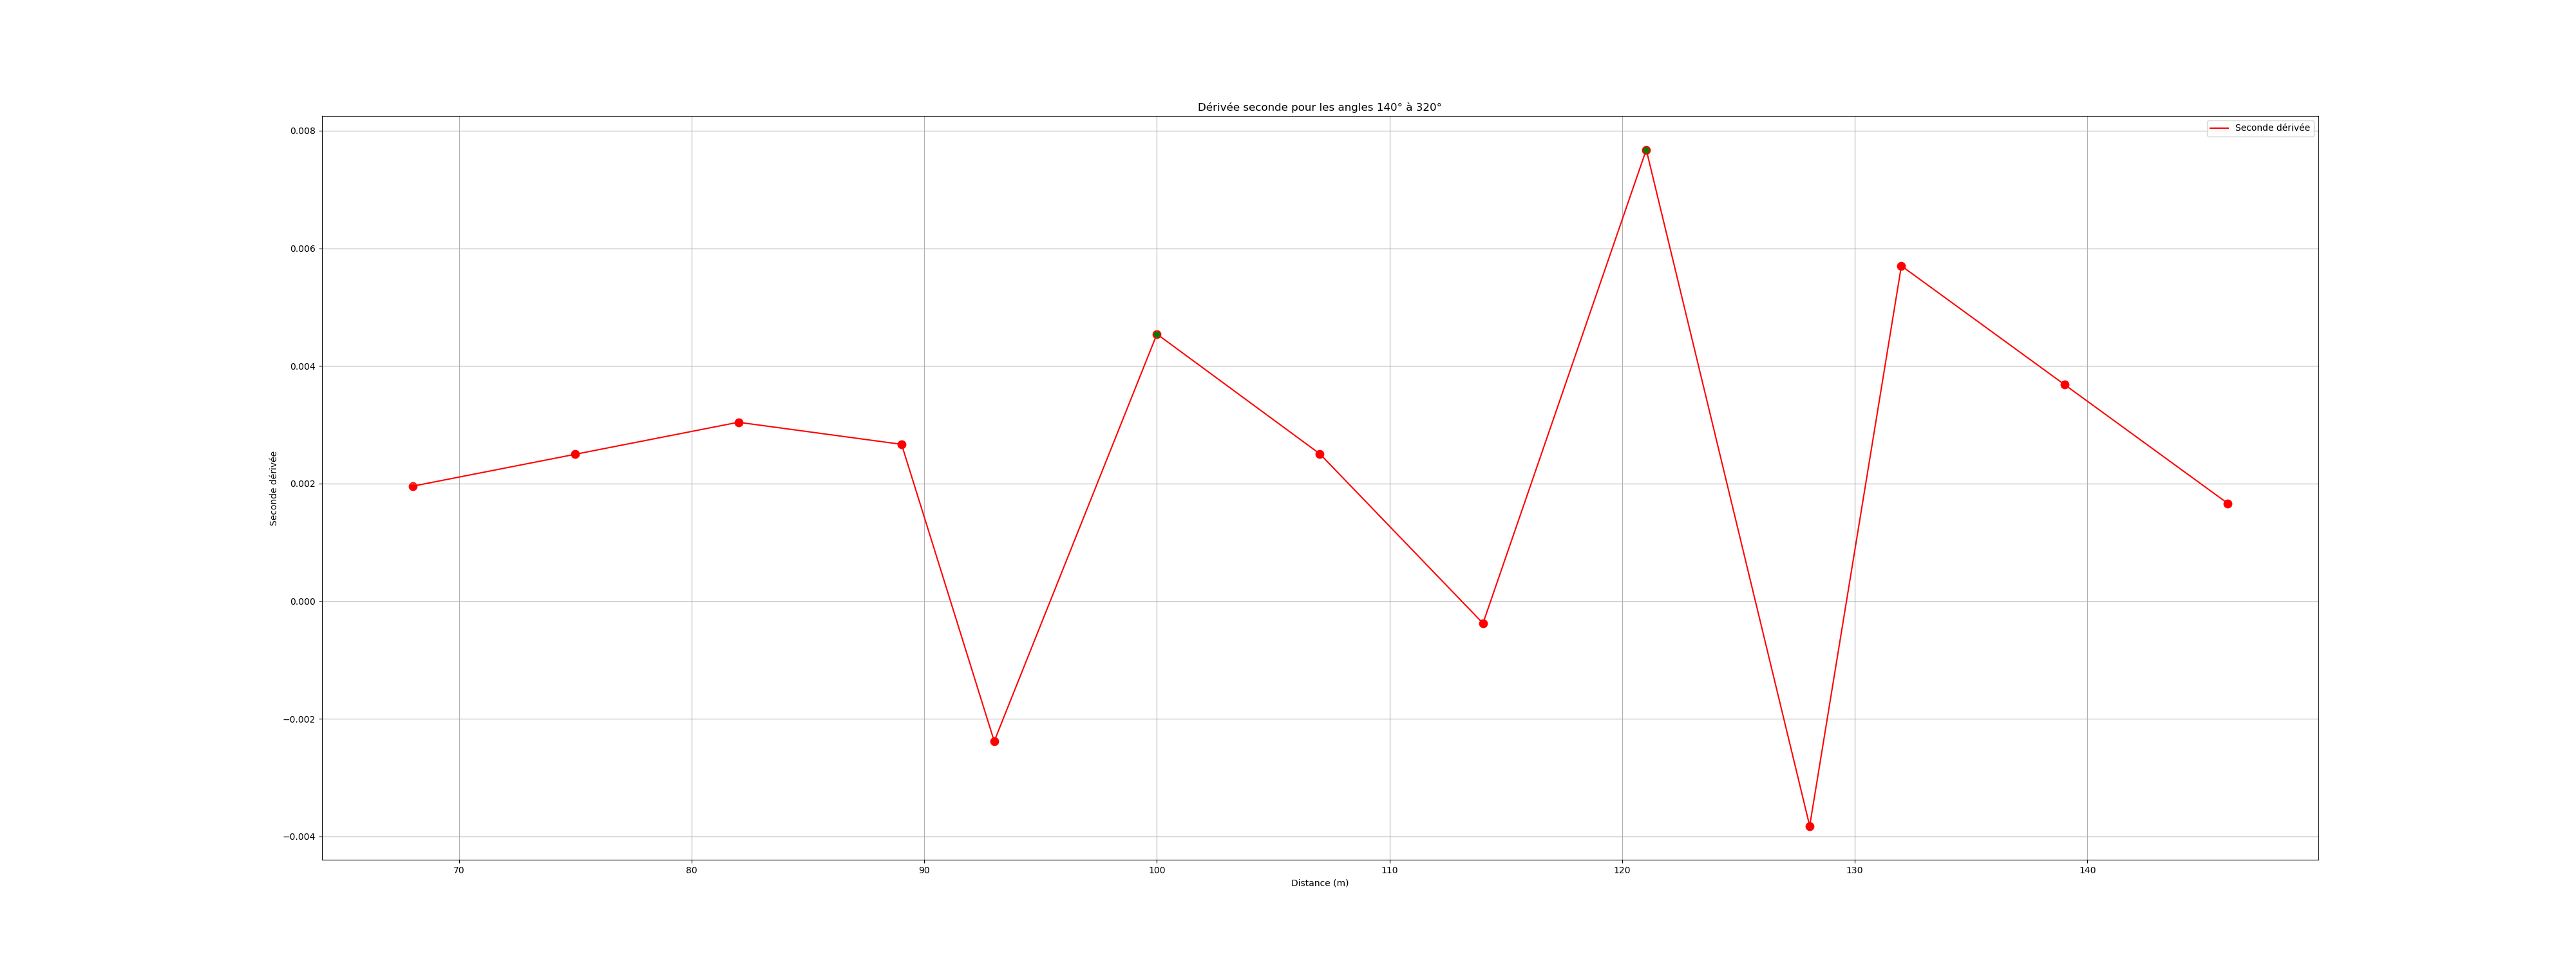 Dérivée seconde pour les angles 140° à 320°
Seconde dérivée
0.008
0.006
0.004
0.002
0.000
−0.002
−0.004
Seconde dérivée
70 80 90 100 110 120 130 140
Distance (m)